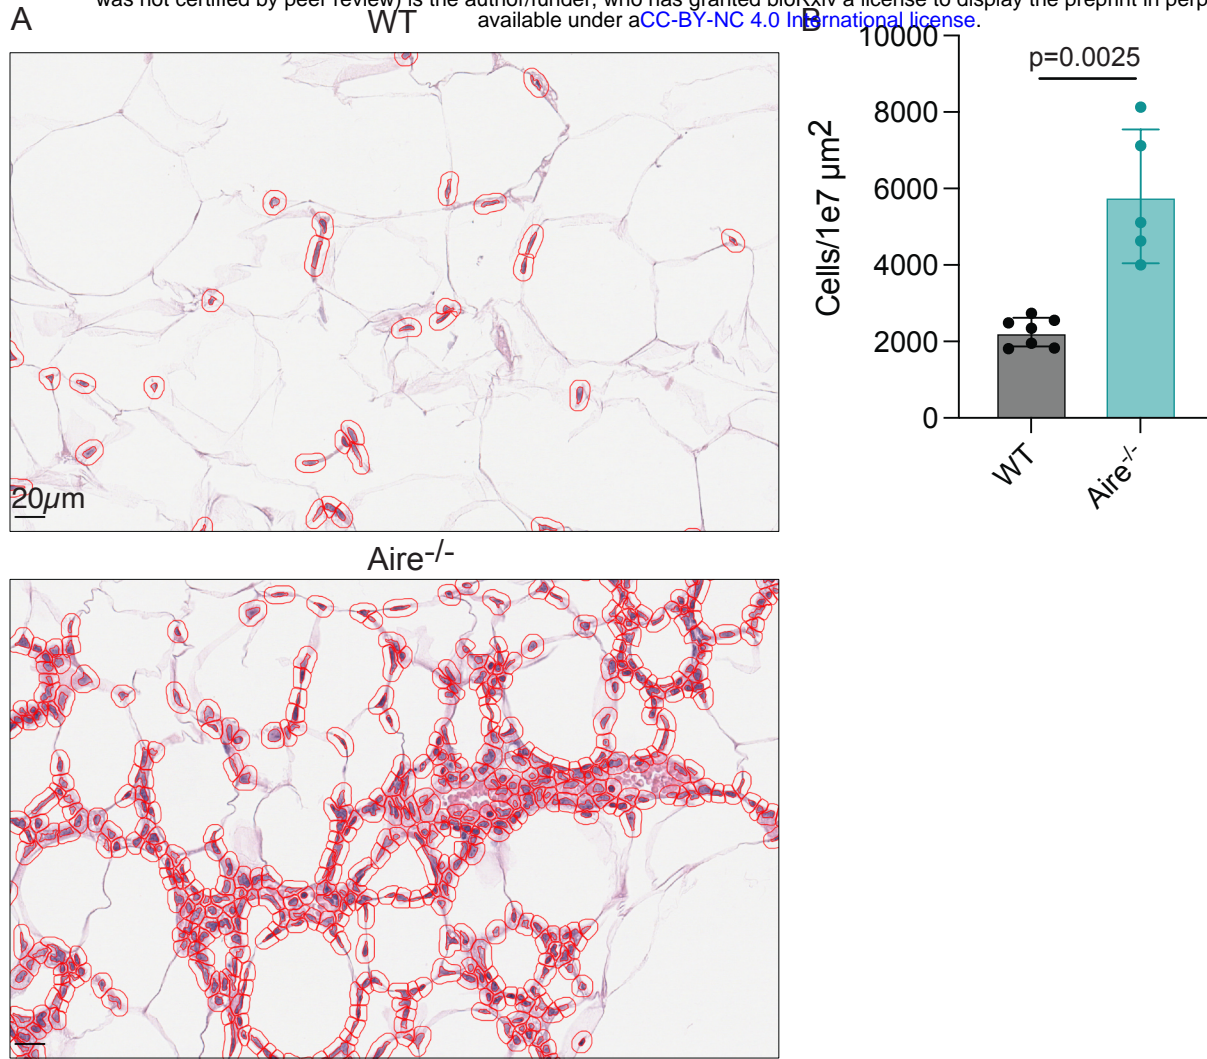 was not certified by peer review) is the author/funder, who has granted bioRxiv a license to display the preprint in perp
available under aCC-BY-NC 4.0 International license.
A
WT
20µm
Aire-/-
B
p=0.0025
Cells/1e7 µm2
10000
8000
6000
4000
2000
0
WT
Aire-/-